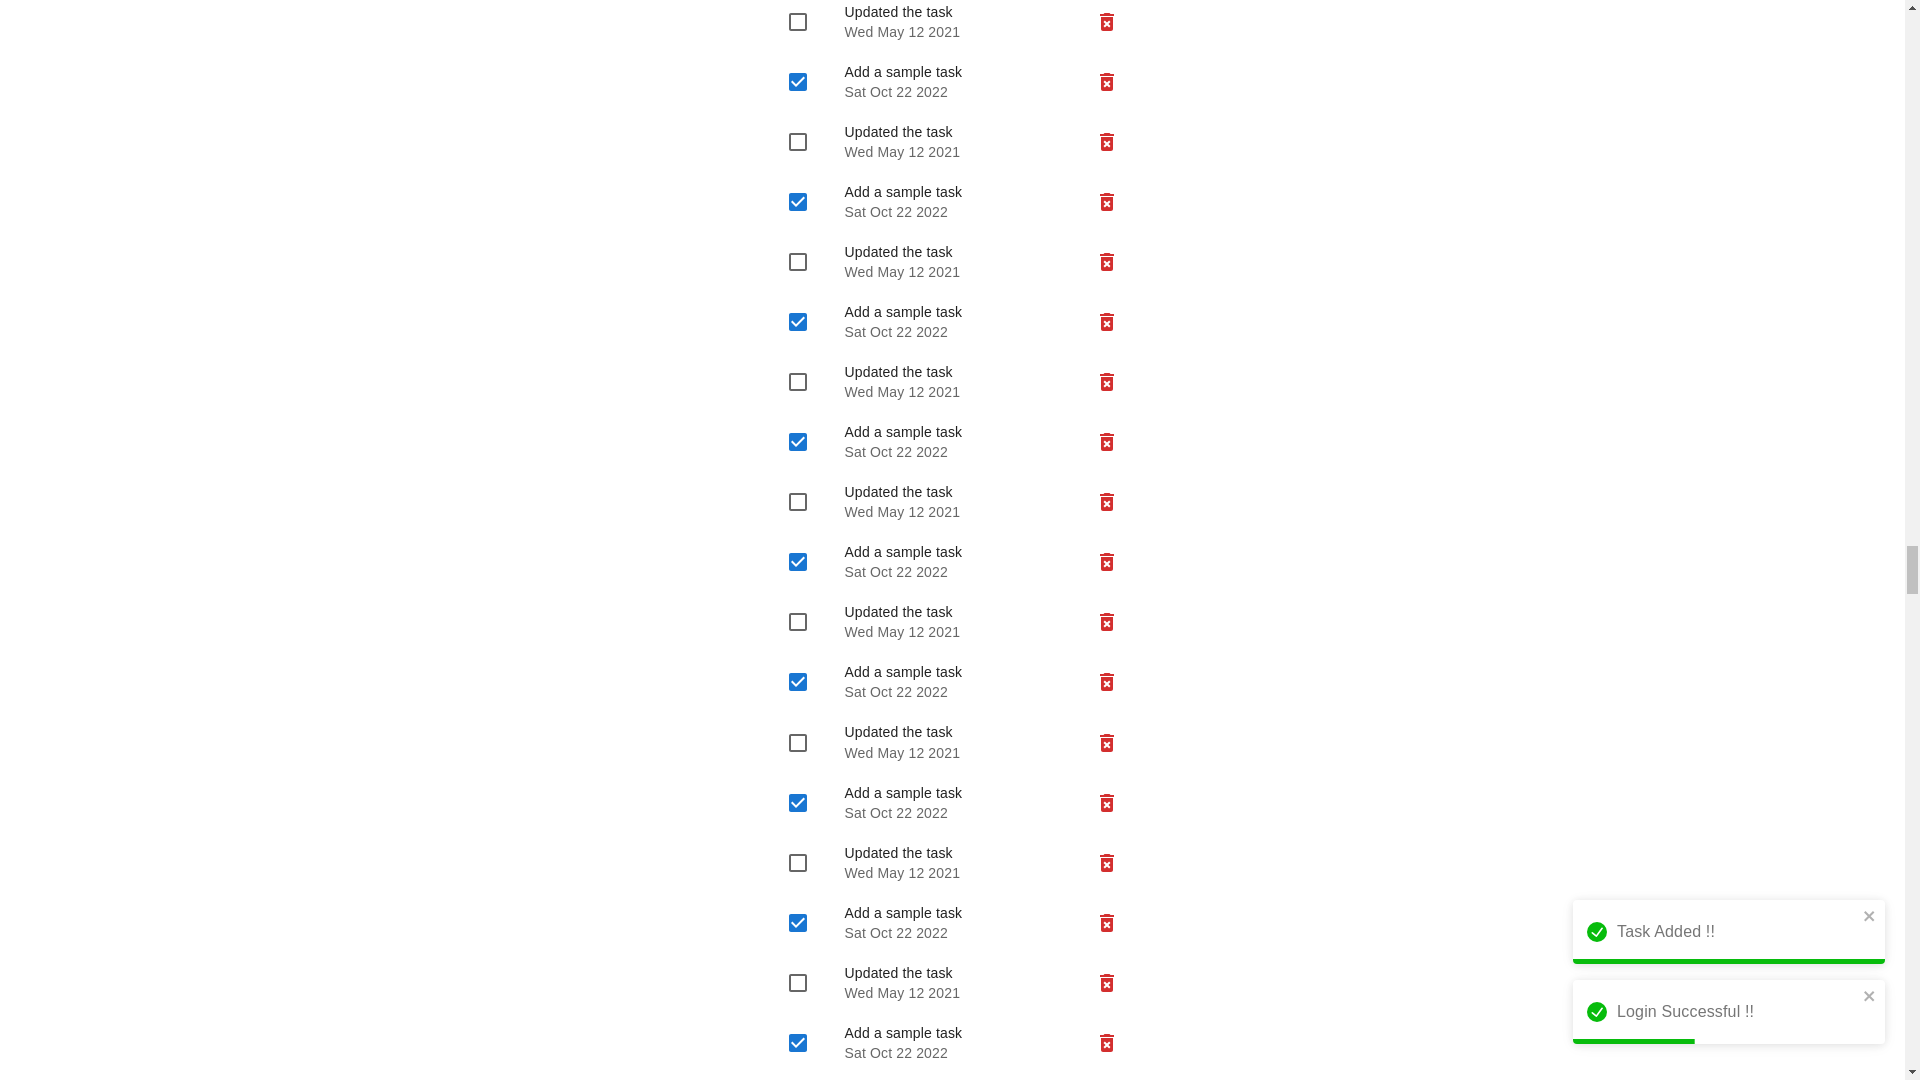 Updated the task
Wed May 12 2021
Add a sample task
Sat Oct 22 2022
Updated the task
Wed May 12 2021
Add a sample task
Sat Oct 22 2022
Updated the task
Wed May 12 2021
Add a sample task
Sat Oct 22 2022
Updated the task
Wed May 12 2021
Add a sample task
Sat Oct 22 2022
Updated the task
Wed May 12 2021
Add a sample task
Sat Oct 22 2022
Updated the task
Wed May 12 2021
Add a sample task
Sat Oct 22 2022
Updated the task
Wed May 12 2021
Add a sample task
Sat Oct 22 2022
Updated the task
Wed May 12 2021
Add a sample task
Sat Oct 22 2022
Updated the task
Wed May 12 2021
Add a sample task
Sat Oct 22 2022
Task Added !!
Login Successful !!